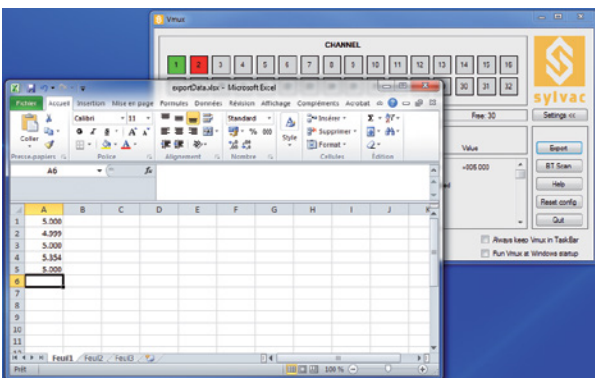 Vmux
CHANNEL
1 2 3 4 5 6 7 8 9 10 11 12 13 14 15 16
30 31 32
sylvac
Free: 30
Settings <<
Value
+006.000
Export
BT Scan
Help
Reset config
Quit
Always keep Vmux in TaskBar
Run Vmux at Windows startup
exportData.xlsx - Microsoft Excel
Fichier Accueil Insertion Mise en page Formules Données Révision Affichage Compléments Acrobat
Calibri 11
Standard
Insérer
Coller
G I S
% 000
Style
Supprimer
Format
Presse-papiers Police Alignement Nombre Cellules Édition
A6 fx
A B C D E F G H I J K
1 5.000
2 4.999
3 5.000
4 5.354
5 5.000
6
7
8
9
10
11
12
Feuil1 Feuil2 Feuil3
Prêt 100 %